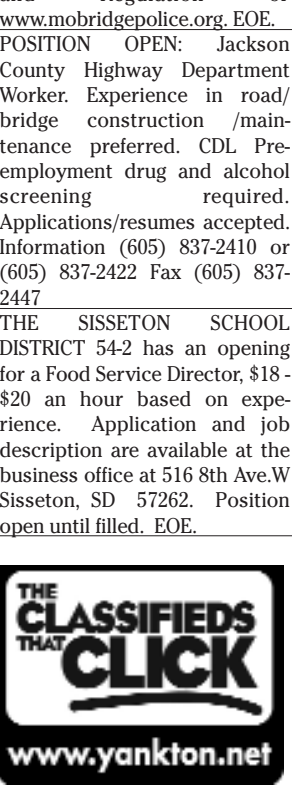 and Regulation or
www.mobridgepolice.org. EOE.
POSITION OPEN: Jackson
County Highway Department
Worker. Experience in road/
bridge construction /main-
tenance preferred. CDL Pre-
employment drug and alcohol
screening required.
Applications/resumes accepted.
Information (605) 837-2410 or
(605) 837-2422 Fax (605) 837-
2447
THE SISSETON SCHOOL
DISTRICT 54-2 has an opening
for a Food Service Director, $18 -
$20 an hour based on expe-
rience. Application and job
description are available at the
business office at 516 8th Ave.W
Sisseton, SD 57262. Position
open until filled. EOE.
THE
CLASSIFIEDS
THAT CLICK
www.yankton.net